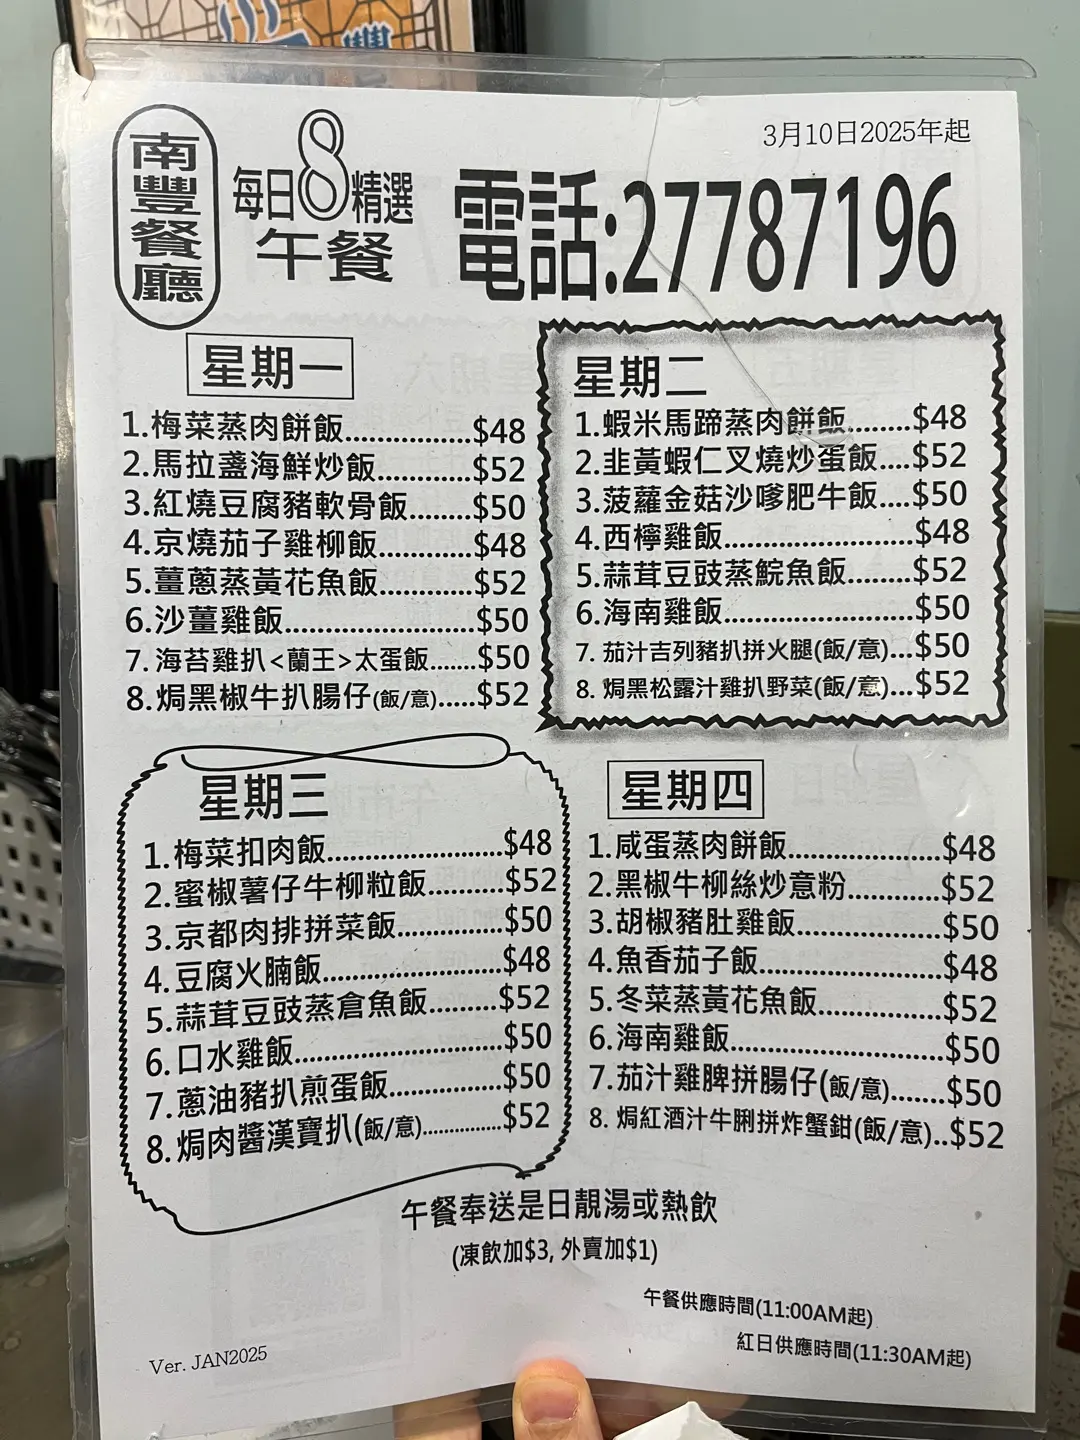 南豐餐廳
每日8精選
午餐
3月10日2025年起
電話:27787196
星期一
1.梅菜蒸肉餅飯...............$48
2.馬拉盞海鮮炒飯............$52
3.紅燒豆腐豬軟骨飯........$50
4.京燒茄子雞柳飯............$48
5.薑蔥蒸黃花魚飯............$52
6.沙薑雞飯........................$50
7. 海苔雞扒<蘭王>太蛋飯.......$50
8.焗黑椒牛扒腸仔(飯/意).....$52
星期二
1.蝦米馬蹄蒸肉餅飯........$48
2.韭黃蝦仁叉燒炒蛋飯....$52
3.菠蘿金菇沙嗲肥牛飯....$50
4.西檸雞飯........................$48
5.蒜茸豆豉蒸鯇魚飯........$52
6.海南雞飯........................$50
7. 茄汁吉列豬扒拼火腿(飯/意)...$50
8. 焗黑松露汁雞扒野菜(飯/意)...$52
星期三
1.梅菜扣肉飯......................$48
2.蜜椒薯仔牛柳粒飯..........$52
3.京都肉排拼菜飯..............$50
4.豆腐火腩飯......................$48
5.蒜茸豆豉蒸倉魚飯..........$52
6.口水雞飯..........................$50
7.蔥油豬扒煎蛋飯..............$50
8.焗肉醬漢寶扒(飯/意)...............$52
星期四
1.咸蛋蒸肉餅飯...................$48
2.黑椒牛柳絲炒意粉............$52
3.胡椒豬肚雞飯..................$50
4.魚香茄子飯.......................$48
5.冬菜蒸黃花魚飯................$52
6.海南雞飯...........................$50
7.茄汁雞脾拼腸仔(飯/意).......$50
8. 焗紅酒汁牛脷拼炸蟹鉗(飯/意)..$52
午餐奉送是日靚湯或熱飲
(凍飲加$3, 外賣加$1)
午餐供應時間(11:00AM起)
紅日供應時間(11:30AM起)
Ver. JAN2025